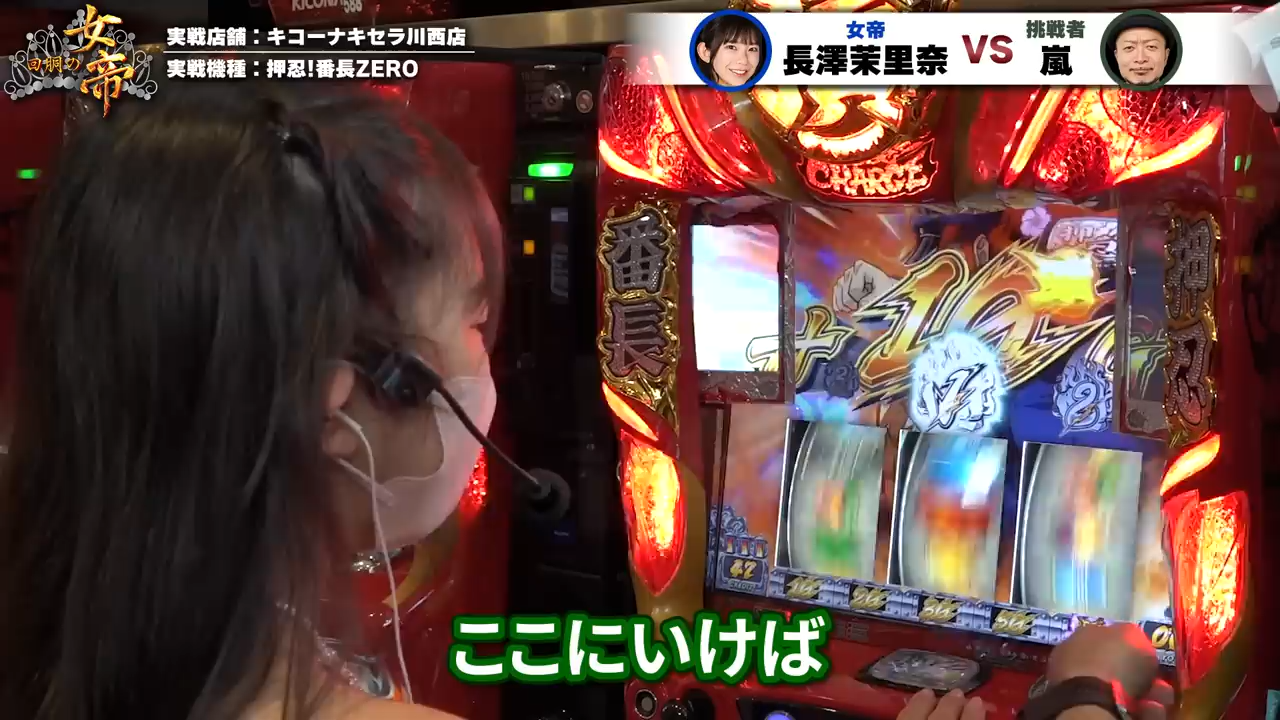 回胴の
女帝
実戦店舗：キコーナキセラ川西店
実戦機種：押忍!番長ZERO
女帝
長澤茉里奈
VS
挑戦者
嵐
CHARGE
番長
押忍
ここにいけば